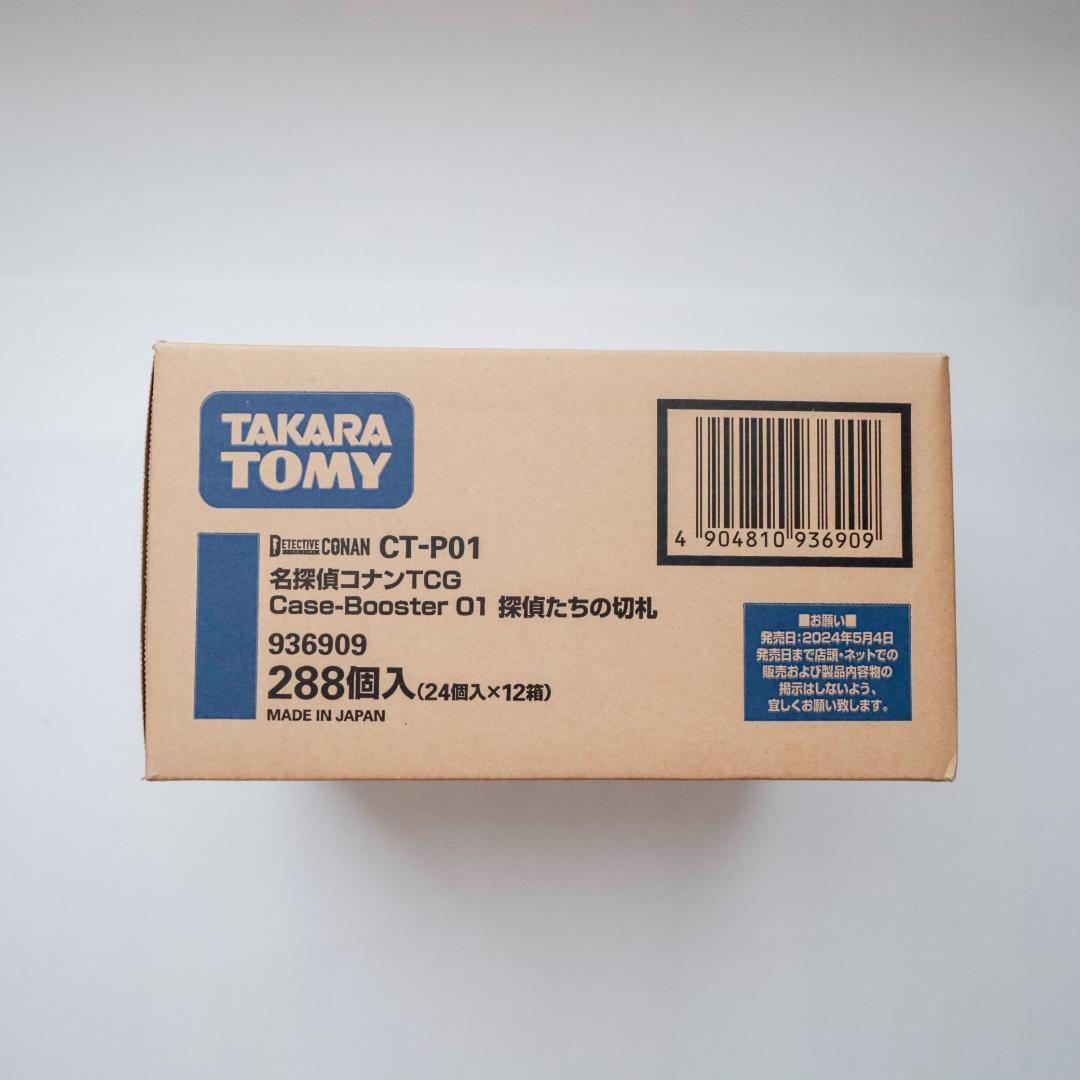 TAKARA
TOMY
DETECTIVE CONAN CT-P01
名探偵コナンTCG
Case-Booster 01 探偵たちの切札
936909
288個入(24個入×12箱)
MADE IN JAPAN
4 904810 936909
■お願い■
発売日:2024年5月4日
発売日まで店頭・ネットでの
販売および製品内容物の
掲示はしないよう、
宜しくお願い致します。